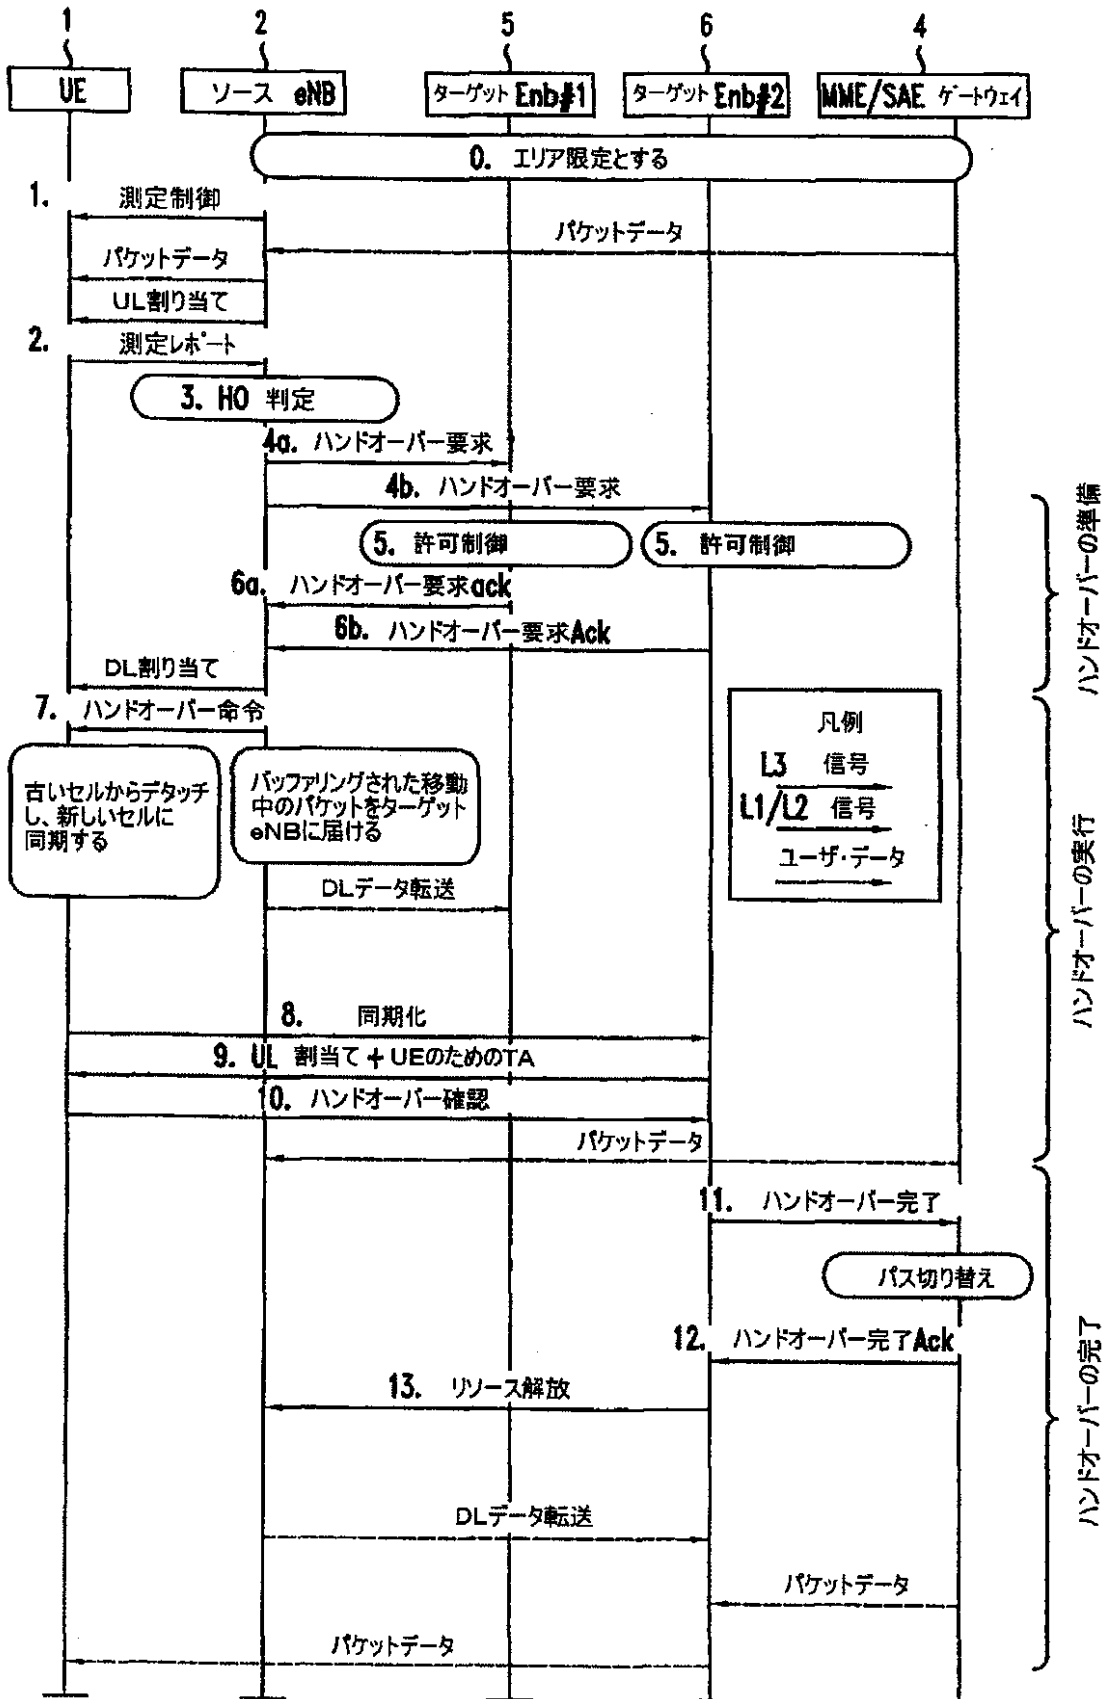 1
2
5
6
4
UE
ソース eNB
ターゲット Enb#1
ターゲット Enb#2
MME/SAE ゲートウェイ
0. エリア限定とする
1. 測定制御
パケットデータ
パケットデータ
UL割り当て
2. 測定レポート
3. HO 判定
4a. ハンドオーバー要求
4b. ハンドオーバー要求
5. 許可制御
5. 許可制御
6a. ハンドオーバー要求ack
6b. ハンドオーバー要求Ack
DL割り当て
7. ハンドオーバー命令
ハンドオーバーの準備
古いセルからデタッチ
し、新しいセルに
同期する
バッファリングされた移動
中のパケットをターゲット
eNBに届ける
凡例
L3 信号
L1/L2 信号
ユーザ・データ
DLデータ転送
8. 同期化
9. UL 割当て + UEのためのTA
10. ハンドオーバー確認
パケットデータ
ハンドオーバーの実行
11. ハンドオーバー完了
パス切り替え
12. ハンドオーバー完了Ack
13. リソース解放
DLデータ転送
パケットデータ
パケットデータ
ハンドオーバーの完了